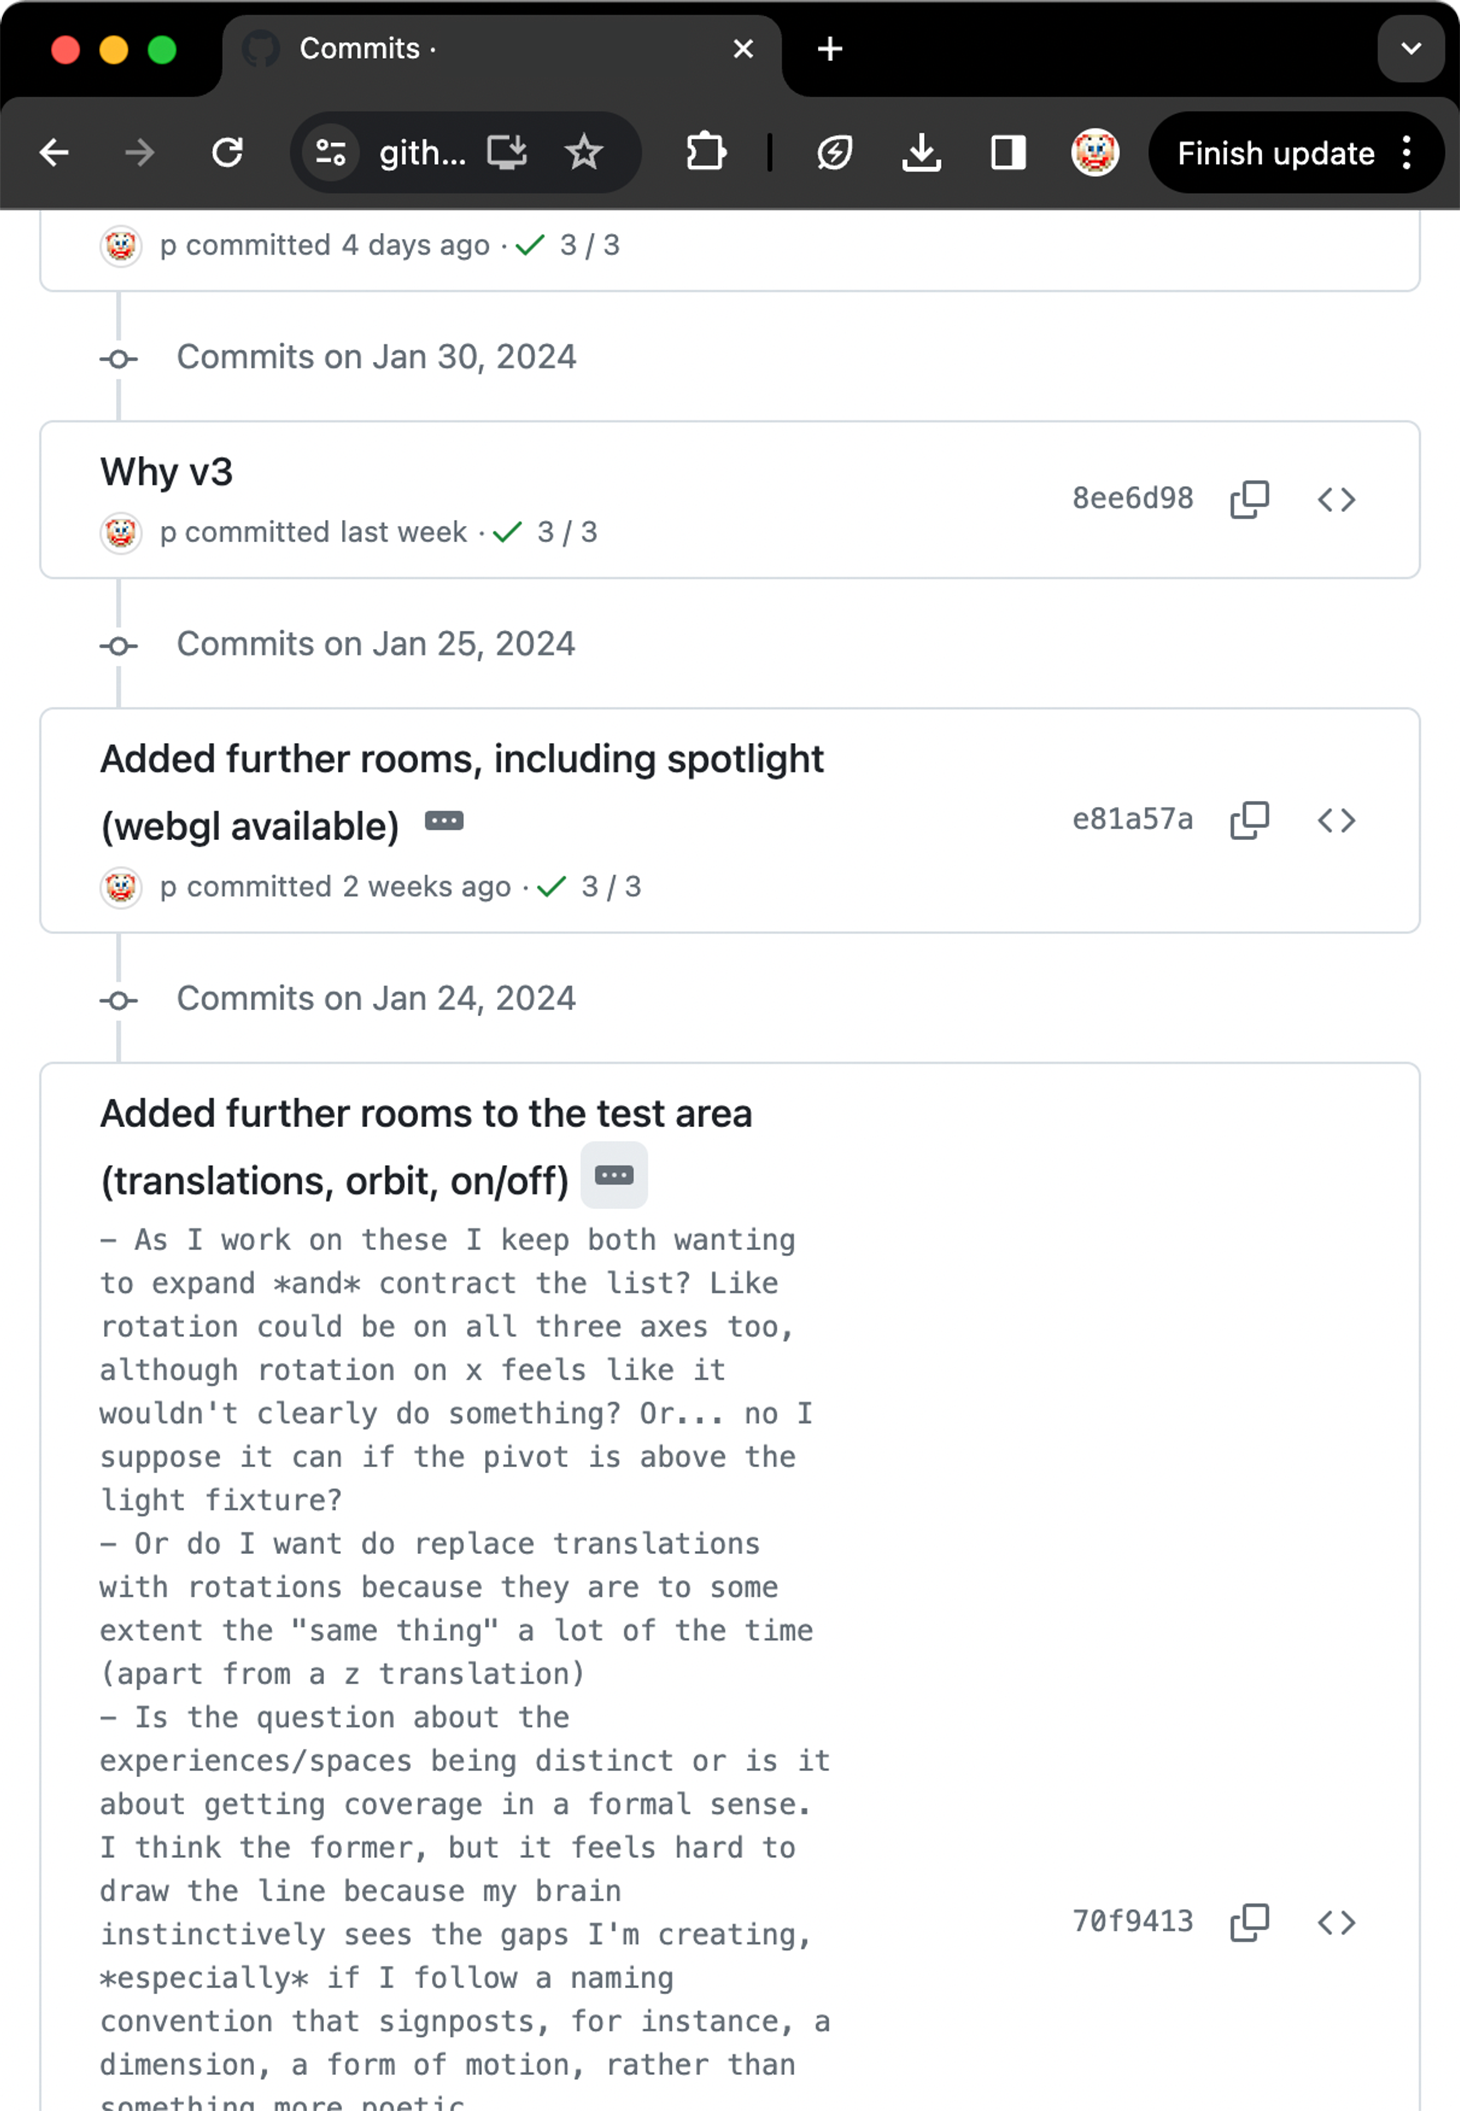 Commits ·
gith...
Finish update
p committed 4 days ago · 3 / 3
Commits on Jan 30, 2024
Why v3
8ee6d98
p committed last week · 3 / 3
Commits on Jan 25, 2024
Added further rooms, including spotlight
(webgl available)
e81a57a
p committed 2 weeks ago · 3 / 3
Commits on Jan 24, 2024
Added further rooms to the test area
(translations, orbit, on/off)
– As I work on these I keep both wanting
to expand *and* contract the list? Like
rotation could be on all three axes too,
although rotation on x feels like it
wouldn't clearly do something? Or... no I
suppose it can if the pivot is above the
light fixture?
– Or do I want do replace translations
with rotations because they are to some
extent the "same thing" a lot of the time
(apart from a z translation)
– Is the question about the
experiences/spaces being distinct or is it
about getting coverage in a formal sense.
I think the former, but it feels hard to
draw the line because my brain
instinctively sees the gaps I'm creating,
70f9413
*especially* if I follow a naming
convention that signposts, for instance, a
dimension, a form of motion, rather than
something more poetic